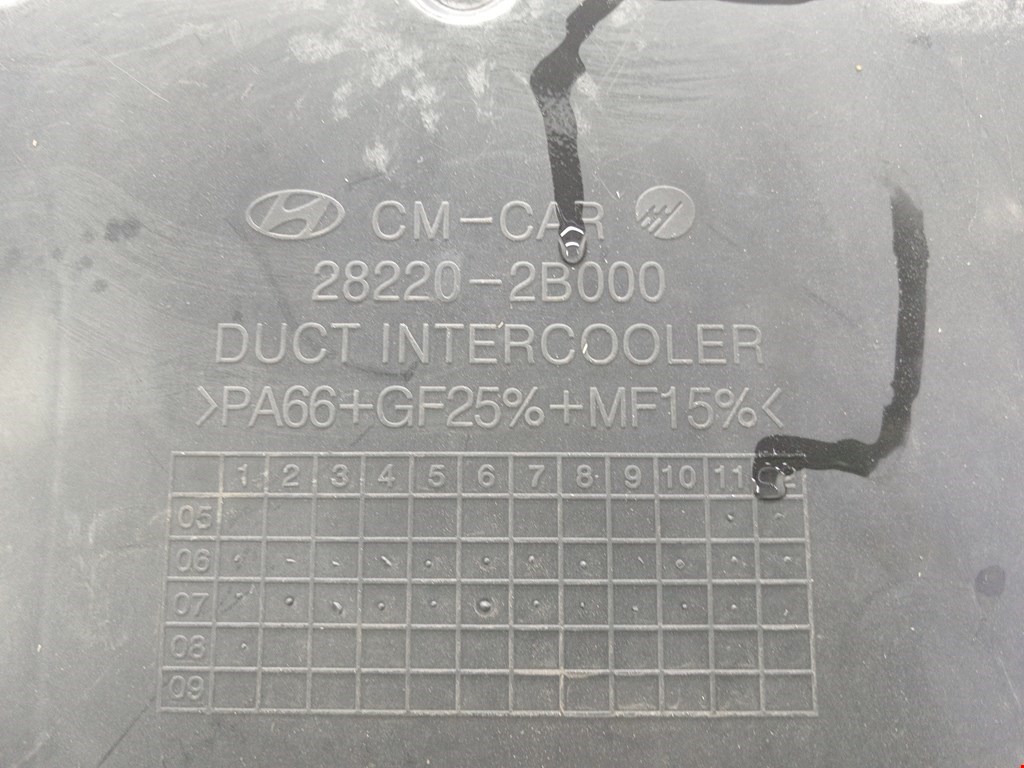 CM-CAR
28220-2B000
DUCT INTERCOOLER
>PA66+GF25%+MF15%<
1 2 3 4 5 6 7 8 9 10 11 12
05
06
07
08
09